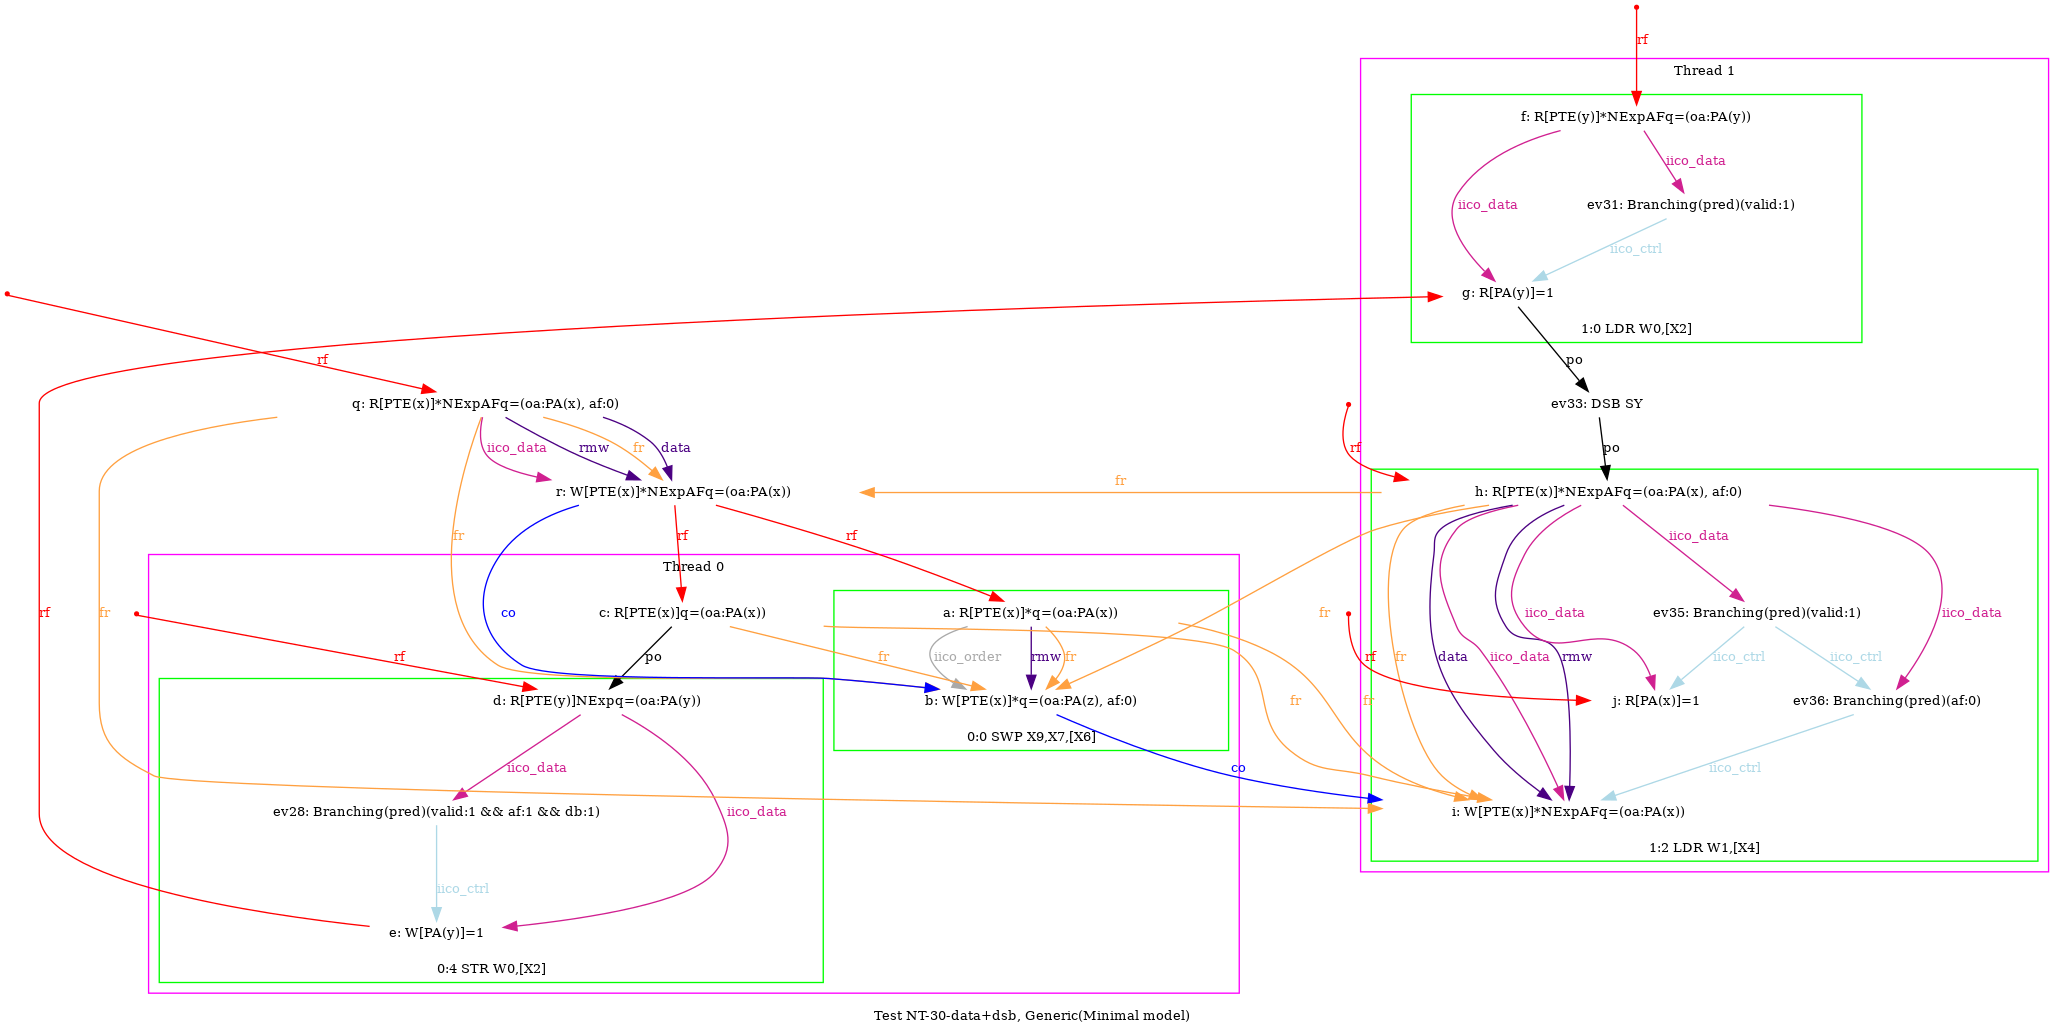 rf
Thread 1
f: R[PTE(y)]*NExpAFq=(oa:PA(y))
iico_data
iico_data
ev31: Branching(pred)(valid:1)
iico_ctrl
g: R[PA(y)]=1
1:0 LDR W0,[X2]
rf
po
q: R[PTE(x)]*NExpAFq=(oa:PA(x), af:0)
ev33: DSB SY
iico_data
rmw
fr
data
rf
po
fr
r: W[PTE(x)]*NExpAFq=(oa:PA(x))
h: R[PTE(x)]*NExpAFq=(oa:PA(x), af:0)
fr
rf
rf
iico_data
Thread 0
rf
fr
co
c: R[PTE(x)]q=(oa:PA(x))
a: R[PTE(x)]*q=(oa:PA(x))
fr
iico_data
ev35: Branching(pred)(valid:1)
iico_data
rf
po
fr
iico_order
rmw
fr
rf
fr
data
iico_data
rmw
iico_ctrl
iico_ctrl
d: R[PTE(y)]NExpq=(oa:PA(y))
b: W[PTE(x)]*q=(oa:PA(z), af:0)
fr
fr
j: R[PA(x)]=1
ev36: Branching(pred)(af:0)
0:0 SWP X9,X7,[X6]
iico_data
co
iico_ctrl
ev28: Branching(pred)(valid:1 && af:1 && db:1)
iico_data
i: W[PTE(x)]*NExpAFq=(oa:PA(x))
1:2 LDR W1,[X4]
iico_ctrl
e: W[PA(y)]=1
0:4 STR W0,[X2]
Test NT-30-data+dsb, Generic(Minimal model)